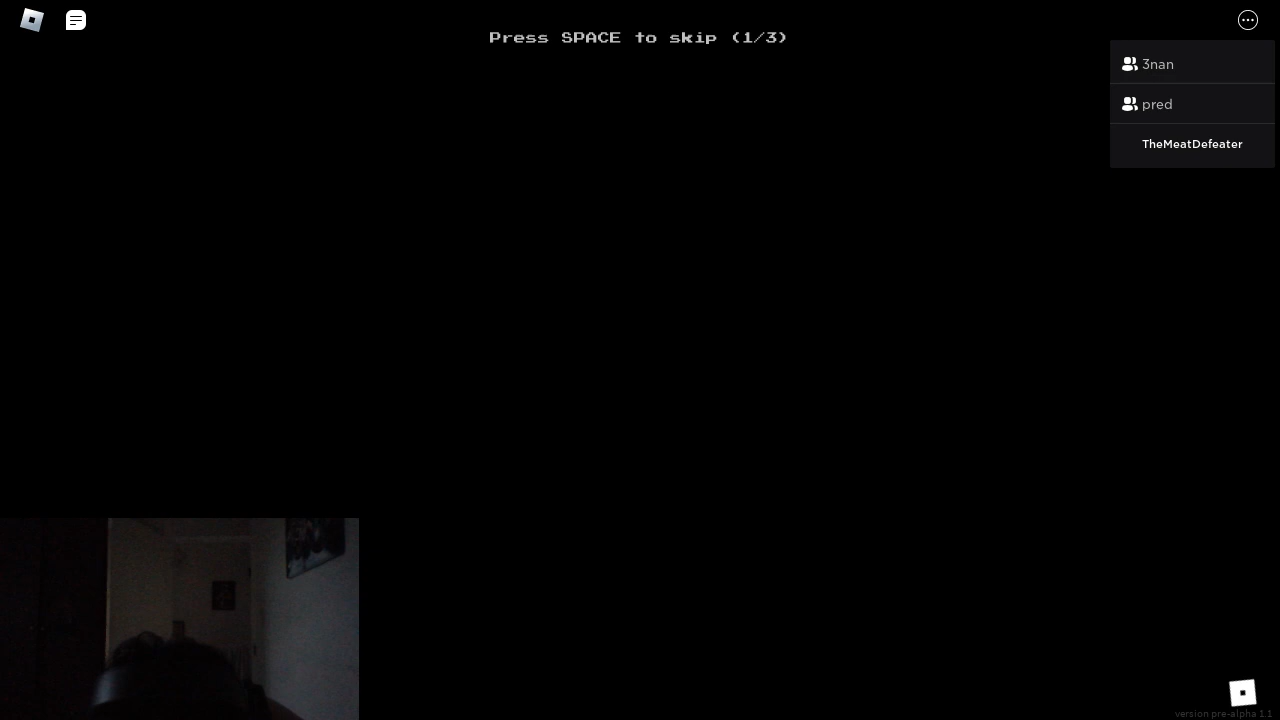 Press SPACE to skip (1/3)
3nan
pred
TheMeatDefeater
version pre-alpha 1.1